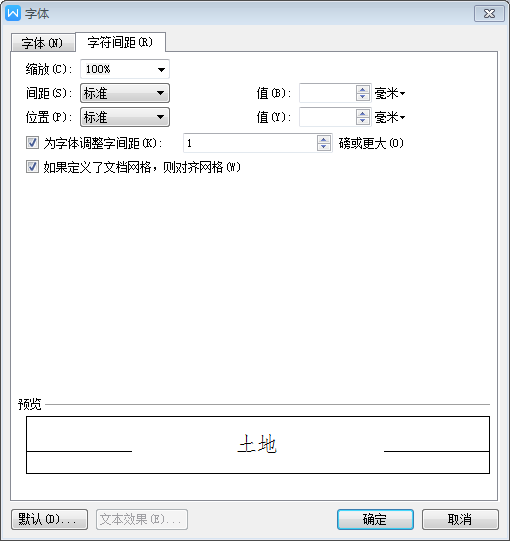 字体
字体(N) 字符间距(R)
缩放(C): 100%
间距(S): 标准 值(B): 毫米
位置(P): 标准 值(Y): 毫米
为字体调整字间距(K): 1 磅或更大(O)
如果定义了文档网格，则对齐网格(W)
预览
土地
默认(D)... 文本效果(E)... 确定 取消